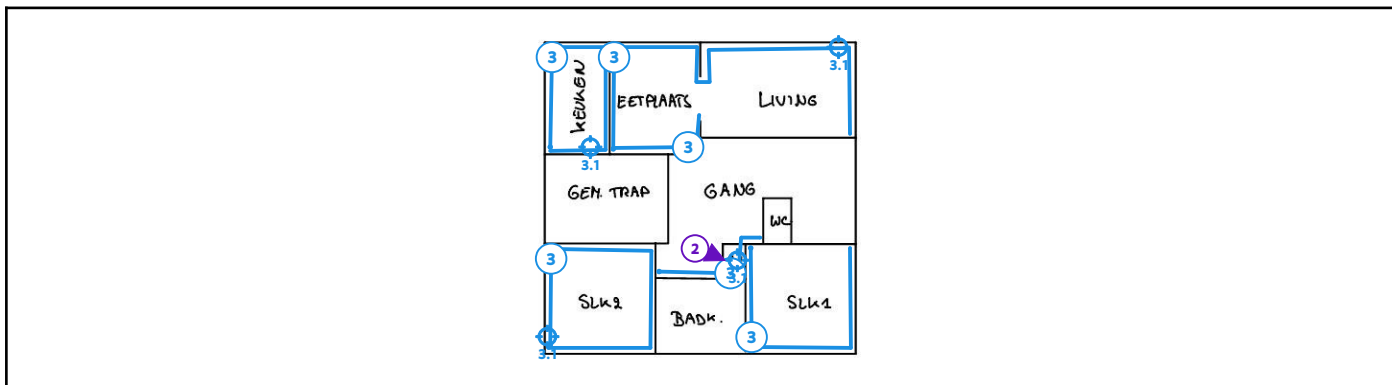 3
3
3.1
KEUKEN
EETPLAATS
LIVING
3
3.1
GEM. TRAP
GANG
WC
2
3
3
3.1
SLK2
BADK.
SLK1
3
3.1